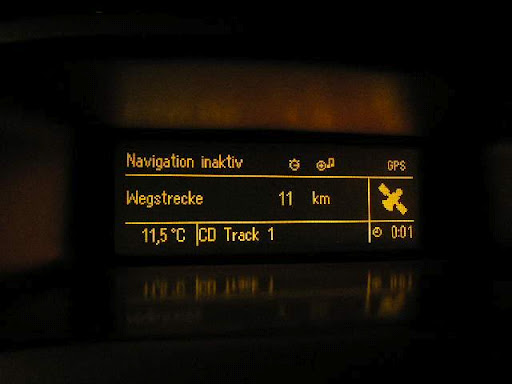 Navigation inaktiv GPS
Wegstrecke 11 km
11,5 °C CD Track 1 0:01